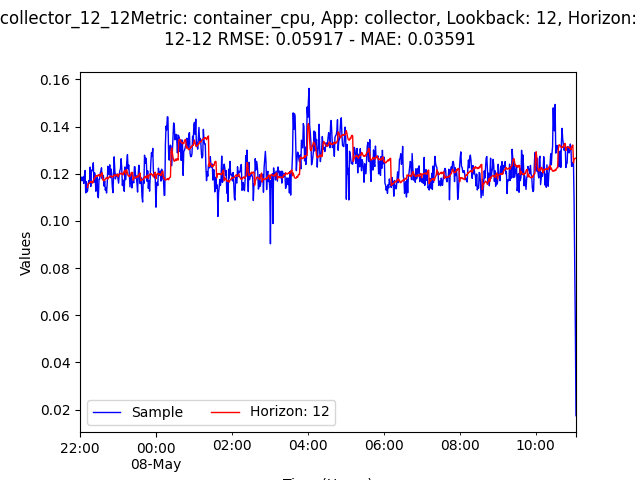 collector_12_12Metric: container_cpu, App: collector, Lookback: 12, Horizon:
12-12 RMSE: 0.05917 - MAE: 0.03591
0.16
0.14
0.12
0.10
0.08
0.06
0.04
0.02
Values
Sample
Horizon: 12
22:00
00:00
08-May
02:00
04:00
06:00
08:00
10:00